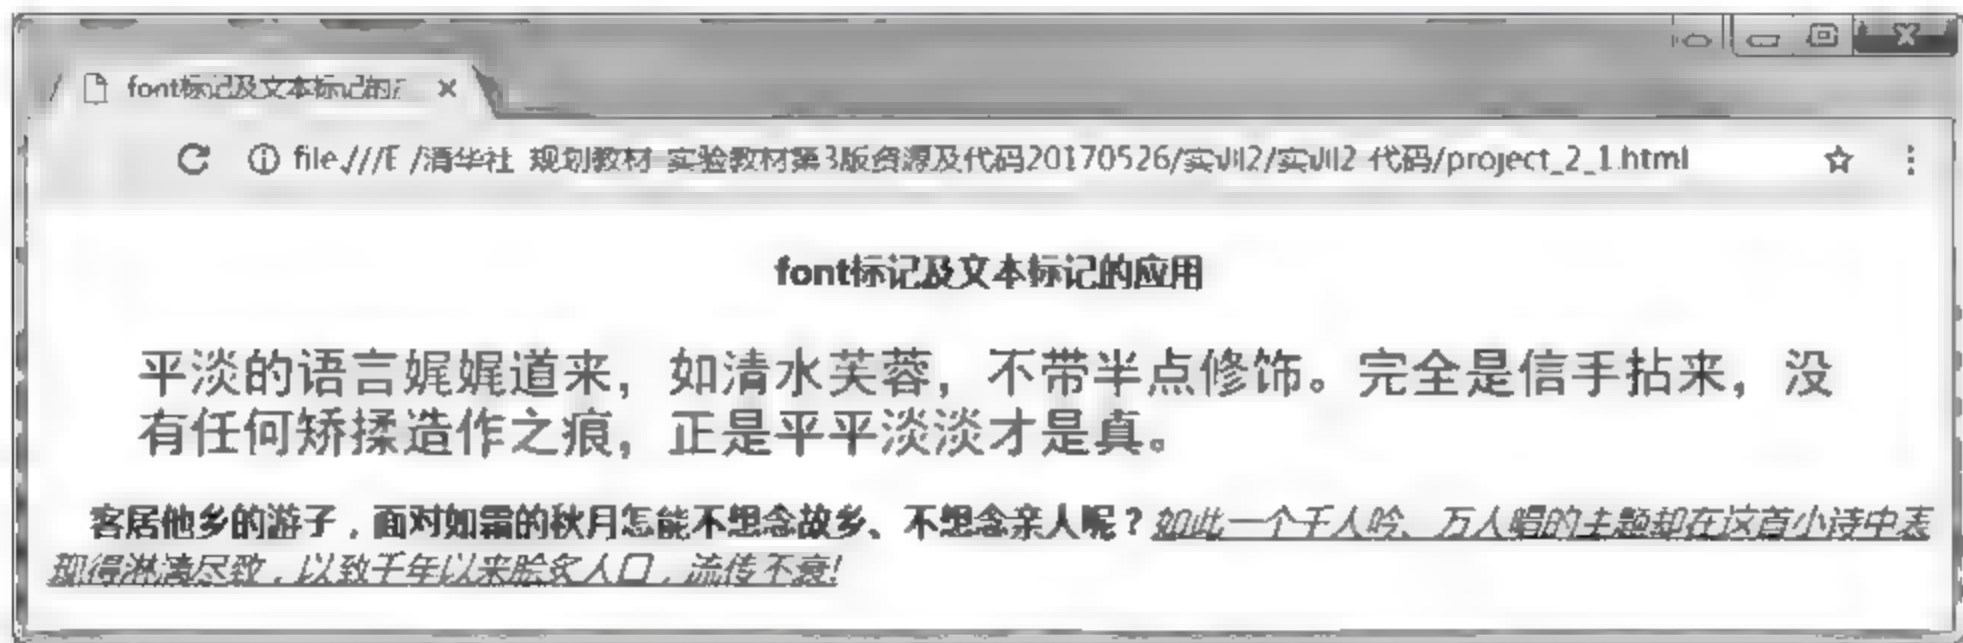 font标记及文本标记的
file:///E /清华社 规划教材 实验教材第3版资源及代码20170526/实训2/实训2 代码/project_2_1.html
font标记及文本标记的应用
平淡的语言娓娓道来，如清水芙蓉，不带半点修饰。完全是信手拈来，没
有任何矫揉造作之痕，正是平平淡淡才是真。
客居他乡的游子，面对如霜的秋月怎能不想念故乡、不想念亲人呢？如此一个千人吟、万人唱的主题却在这首小诗中表
现得淋漓尽致，以致千年以来脍炙人口，流传不衰!